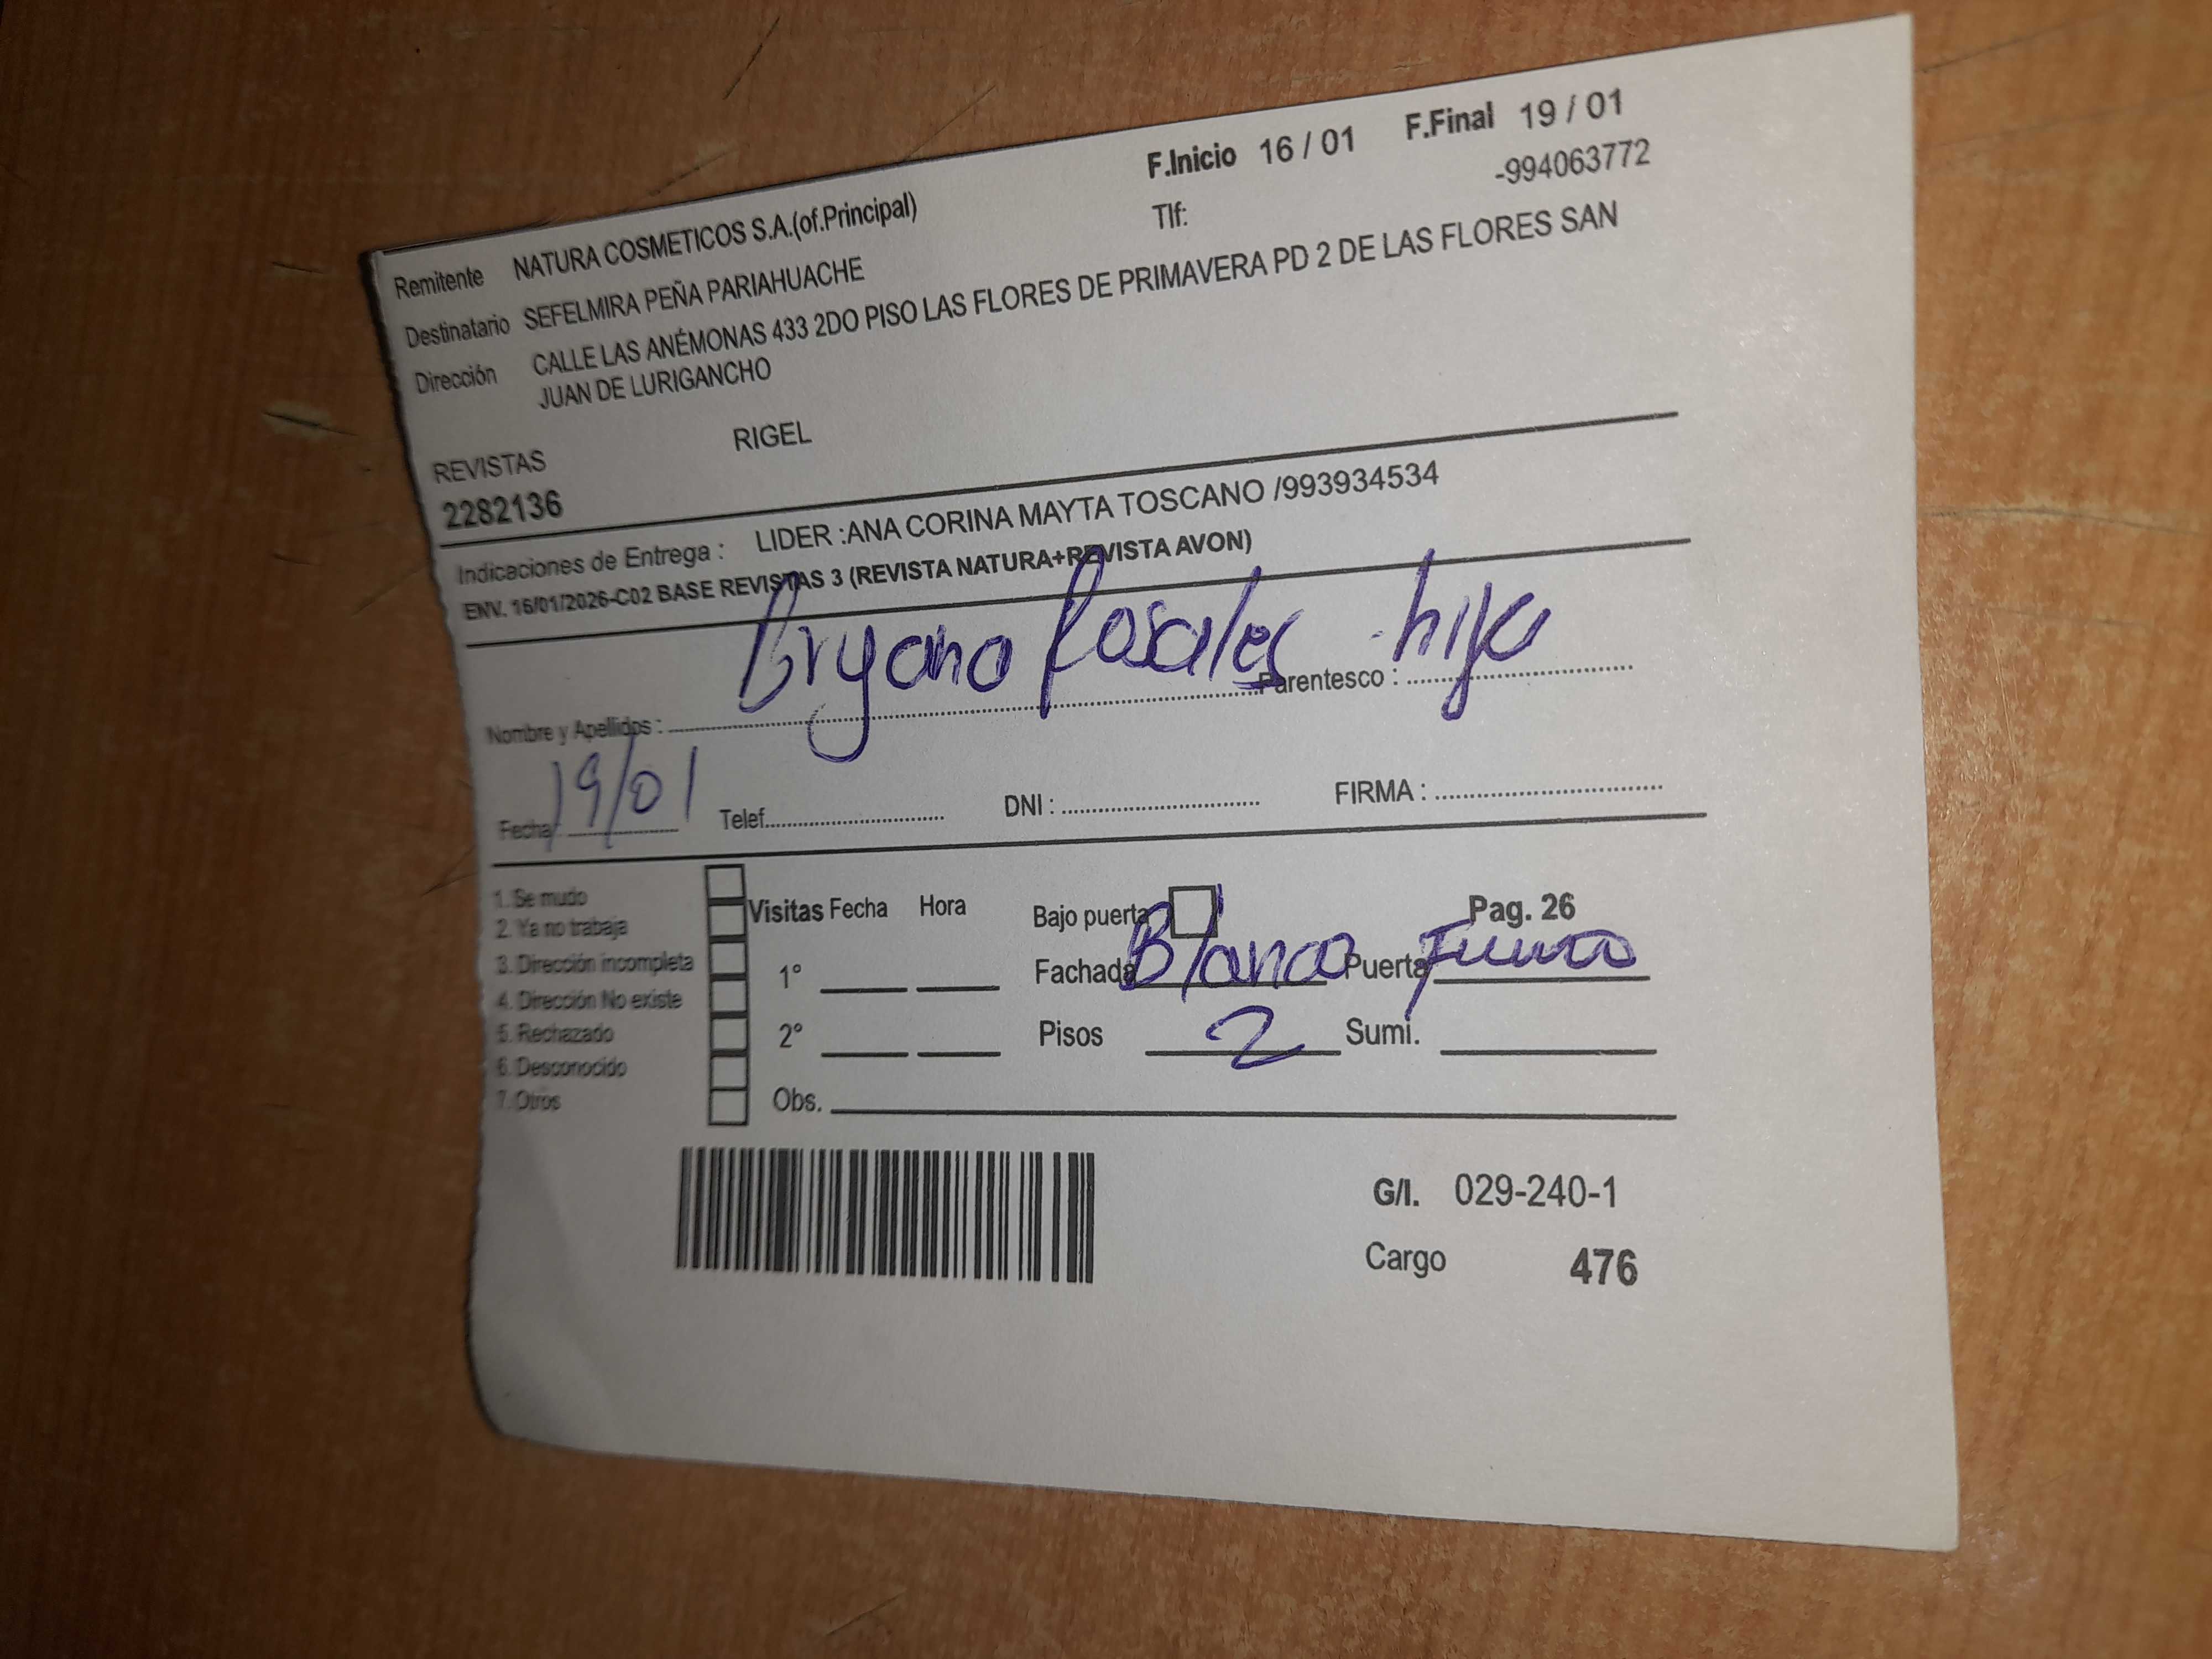 F.Inicio 16 / 01 F.Final 19 / 01
Remitente NATURA COSMETICOS S.A.(of.Principal) Tlf: -994063772
Destinatario SEFELMIRA PEÑA PARIAHUACHE
Dirección CALLE LAS ANÉMONAS 433 2DO PISO LAS FLORES DE PRIMAVERA PD 2 DE LAS FLORES SAN
JUAN DE LURIGANCHO
REVISTAS RIGEL
2282136
Indicaciones de Entrega : LIDER :ANA CORINA MAYTA TOSCANO /993934534
ENV. 16/01/2026-C02 BASE REVISTAS 3 (REVISTA NATURA+REVISTA AVON)
Nombre y Apellidos : Bryana Rosales Parentesco : hija
Fecha 19/01 Telef. DNI : FIRMA :
1. Se mudo
2. Ya no trabaja
3. Dirección incompleta
4. Dirección No existe
5. Rechazado
6. Desconocido
7. Otros
Visitas Fecha Hora Bajo puerta Pag. 26
1° Fachada Blanco Puerta
2° Pisos 2 Sumi.
Obs.
G/I. 029-240-1
Cargo 476